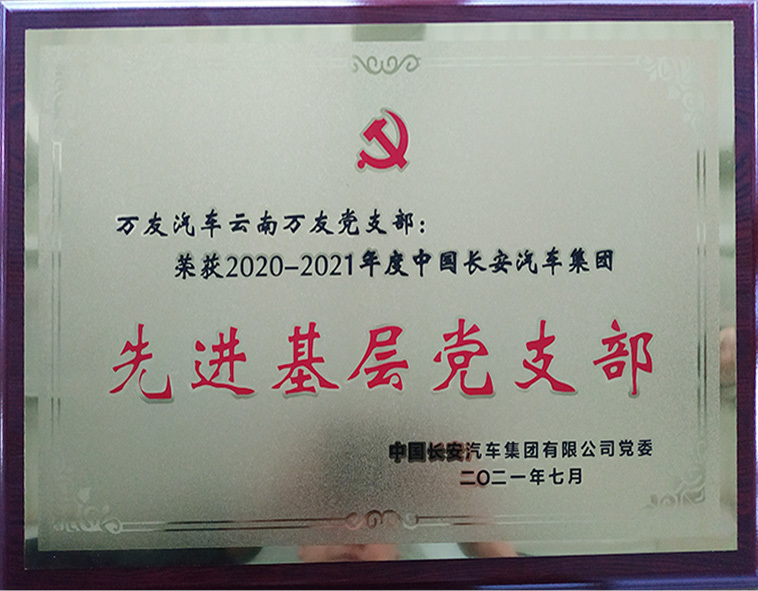 万友汽车云南万友党支部:
荣获2020-2021年度中国长安汽车集团
先进基层党支部
中国长安汽车集团有限公司党委
二〇二一年七月